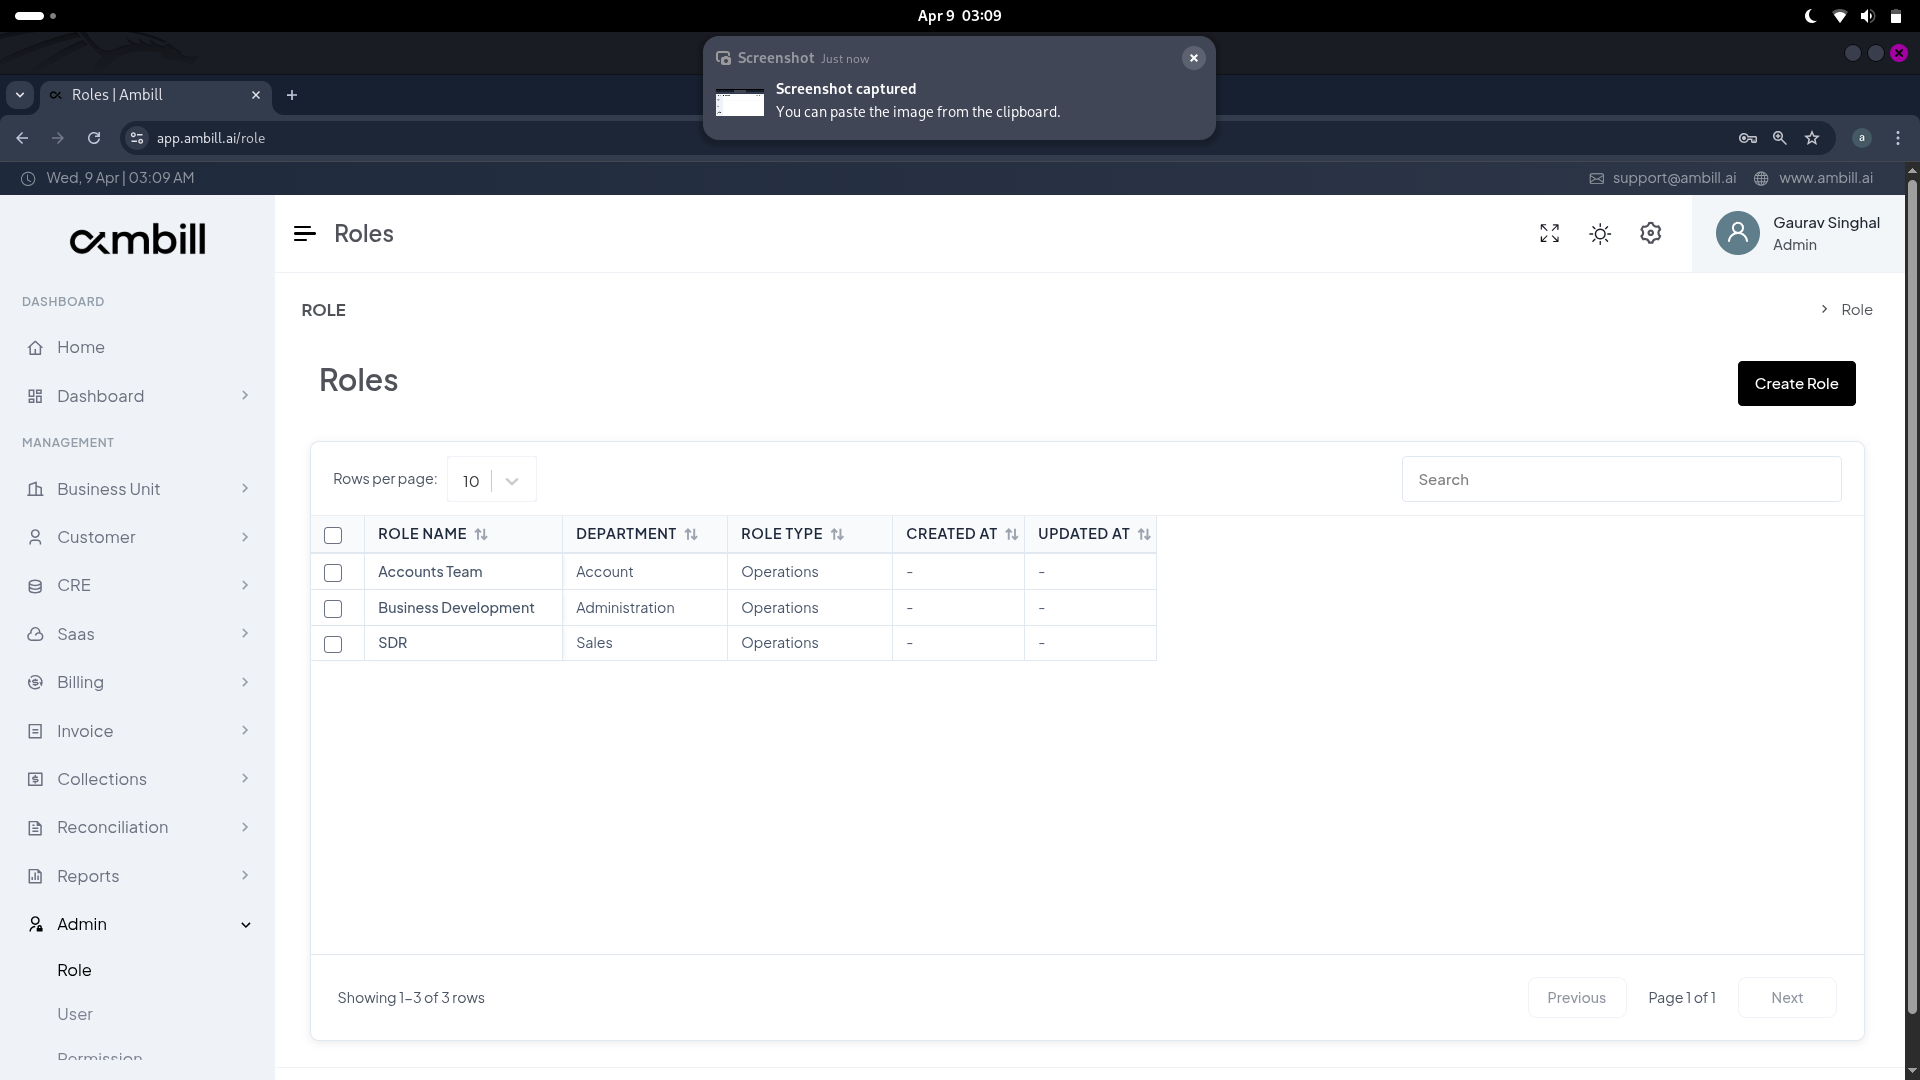 Apr 9 03:09
Screenshot Just now
Screenshot captured
You can paste the image from the clipboard.
Roles | Ambill
app.ambill.ai/role
a
Wed, 9 Apr | 03:09 AM
support@ambill.ai
www.ambill.ai
ambill
Roles
Gaurav Singhal
Admin
DASHBOARD
Home
Dashboard
MANAGEMENT
Business Unit
Customer
CRE
Saas
Billing
Invoice
Collections
Reconciliation
Reports
Admin
Role
User
Permission
ROLE
Role
Roles
Create Role
Rows per page: 10
Search
ROLE NAME DEPARTMENT ROLE TYPE CREATED AT UPDATED AT
Accounts Team Account Operations - -
Business Development Administration Operations - -
SDR Sales Operations - -
Showing 1–3 of 3 rows
Previous Page 1 of 1 Next